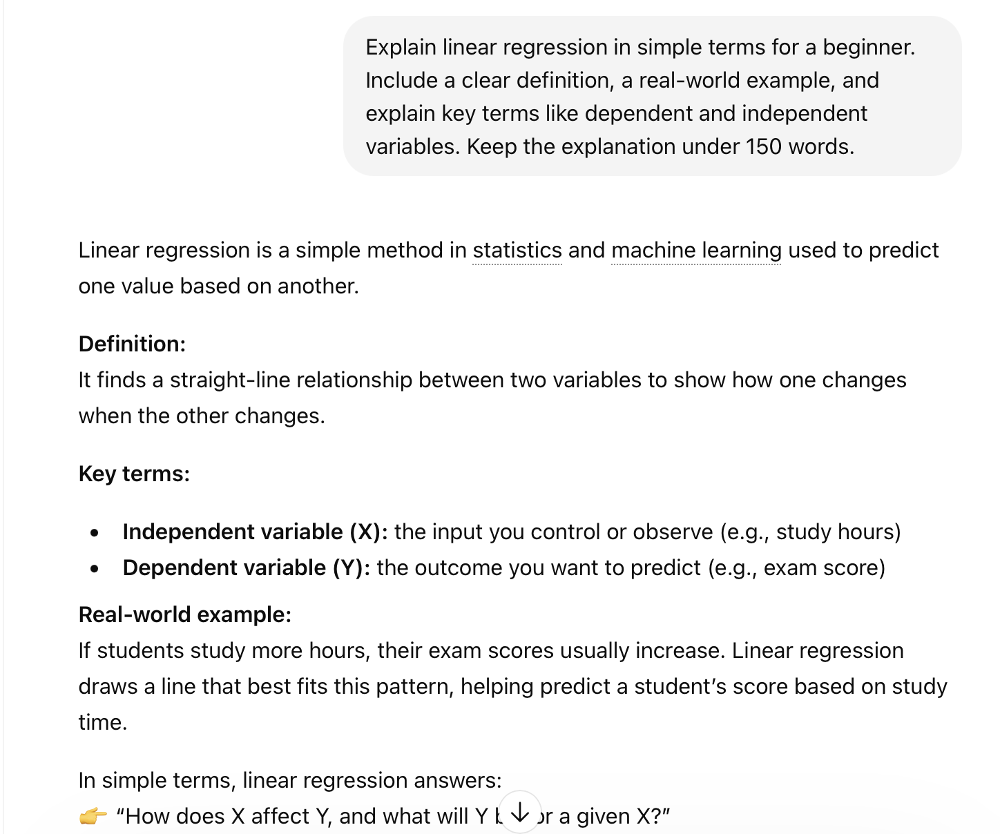 Explain linear regression in simple terms for a beginner.
Include a clear definition, a real-world example, and
explain key terms like dependent and independent
variables. Keep the explanation under 150 words.
Linear regression is a simple method in statistics and machine learning used to predict
one value based on another.
Definition:
It finds a straight-line relationship between two variables to show how one changes
when the other changes.
Key terms:
• Independent variable (X): the input you control or observe (e.g., study hours)
• Dependent variable (Y): the outcome you want to predict (e.g., exam score)
Real-world example:
If students study more hours, their exam scores usually increase. Linear regression
draws a line that best fits this pattern, helping predict a student’s score based on study
time.
In simple terms, linear regression answers:
👉 “How does X affect Y, and what will Y a given X?”